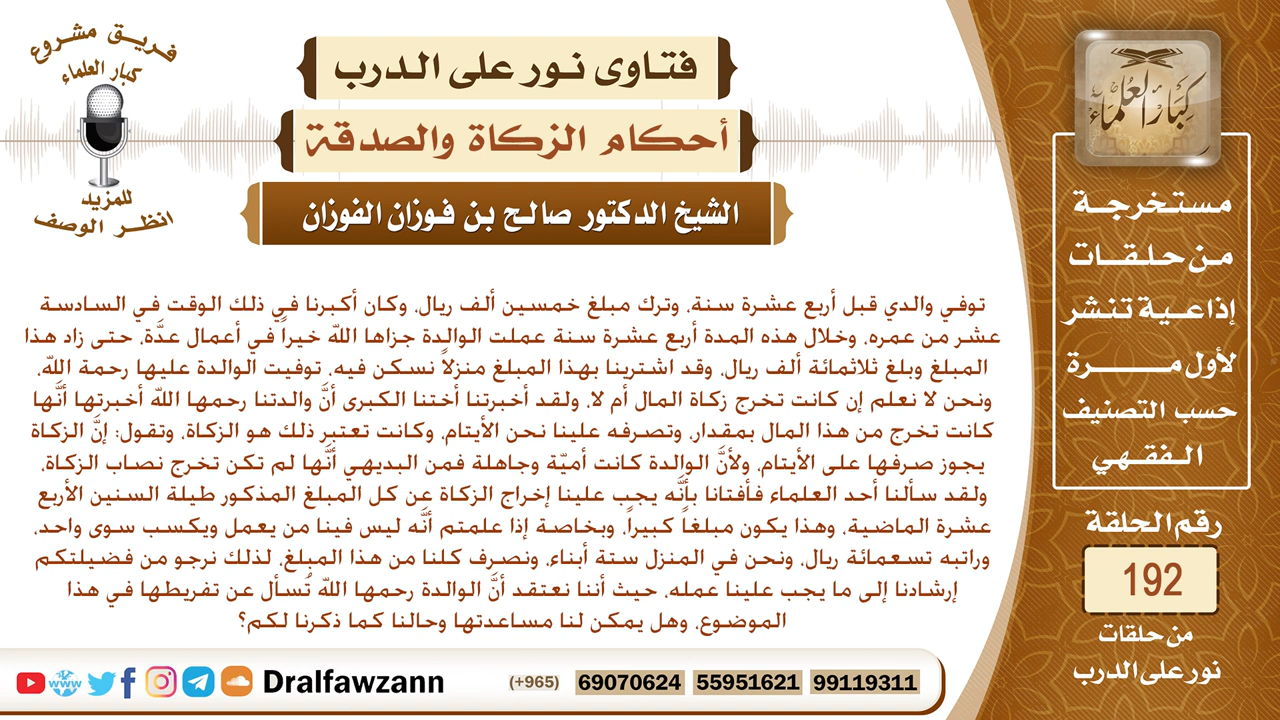 فريق مشروع
كبار العلماء
للمزيد
انظر الوصف
فتاوى نور على الدرب
أحكام الزكاة والصدقة
الشيخ الدكتور صالح بن فوزان الفوزان
توفي والدي قبل أربع عشرة سنة، وترك مبلغ خمسين ألف ريال، وكان أكبرنا في ذلك الوقت في السادسة
عشر من عمره، وخلال هذه المدة أربع عشرة سنة عملت الوالدة جزاها الله خيراً في أعمال عدَّة، حتى زاد هذا
المبلغ وبلغ ثلاثمائة ألف ريال، وقد اشترينا بهذا المبلغ منزلاً نسكن فيه، توفيت الوالدة عليها رحمة الله،
ونحن لا نعلم إن كانت تخرج زكاة المال أم لا، ولقد أخبرتنا أختنا الكبرى أنَّ والدتنا رحمها الله أخبرتها أنَّها
كانت تخرج من هذا المال بمقدار، وتصرفه علينا نحن الأيتام، وكانت تعتبر ذلك هو الزكاة، وتقول: إنَّ الزكاة
يجوز صرفها على الأيتام، ولأنَّ الوالدة كانت أميّة وجاهلة فمن البديهي أنَّها لم تكن تخرج نصاب الزكاة،
ولقد سألنا أحد العلماء فأفتانا بأنَّه يجب علينا إخراج الزكاة عن كل المبلغ المذكور طيلة السنين الأربع
عشرة الماضية، وهذا يكون مبلغاً كبيراً، وبخاصة إذا علمتم أنَّه ليس فينا من يعمل ويكسب سوى واحد،
وراتبه تسعمائة ريال، ونحن في المنزل ستة أبناء، ونصرف كلنا من هذا المبلغ، لذلك نرجو من فضيلتكم
إرشادنا إلى ما يجب علينا عمله، حيث أننا نعتقد أنَّ الوالدة رحمها الله تُسأل عن تفريطها في هذا
الموضوع، وهل يمكن لنا مساعدتها وحالنا كما ذكرنا لكم؟
كبار العلماء
مستخرجة
من حلقات
إذاعية تنشر
لأول مرة
حسب التصنيف
الفقهي
رقم الحلقة
192
من حلقات
نور على الدرب
Dralfawzann (+965) 69070624 55951621 99119311